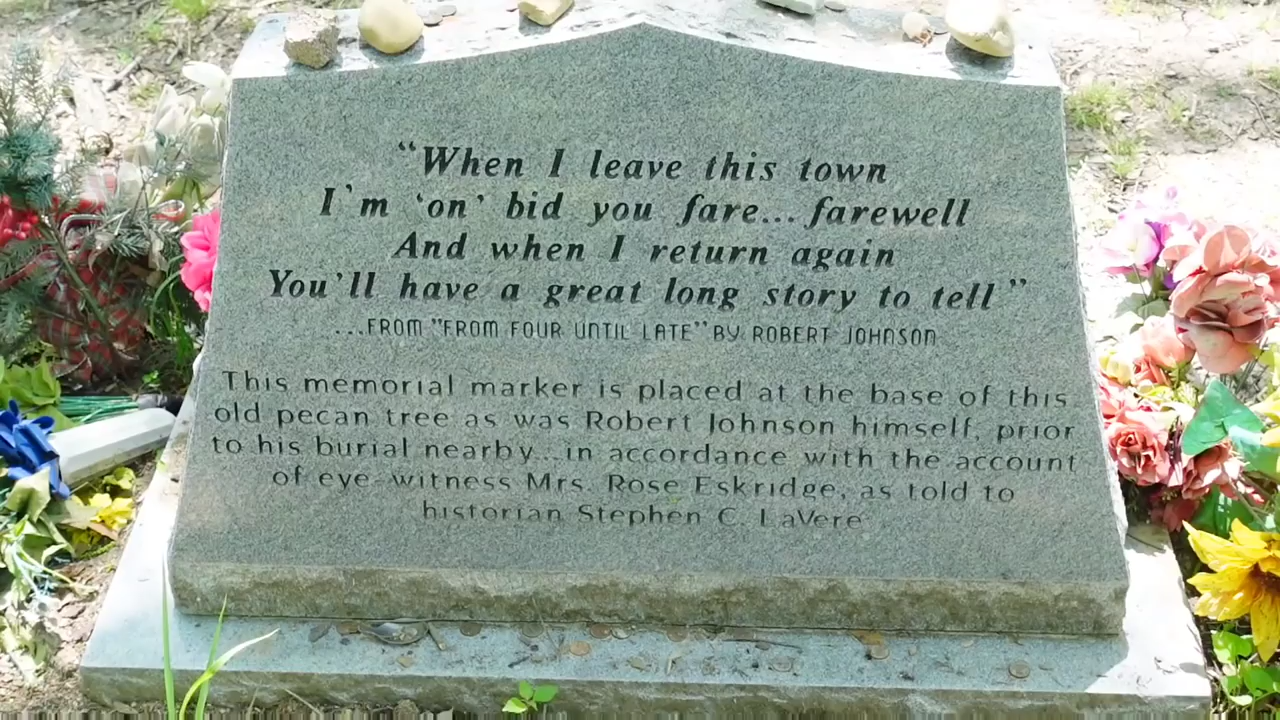 “When I leave this town
I'm 'on' bid you fare... farewell
And when I return again
You'll have a great long story to tell”
...FROM "FROM FOUR UNTIL LATE" BY ROBERT JOHNSON
This memorial marker is placed at the base of this
old pecan tree as was Robert Johnson himself, prior
to his burial nearby...in accordance with the account
of eye-witness Mrs. Rose Eskridge, as told to
historian Stephen C. LaVere